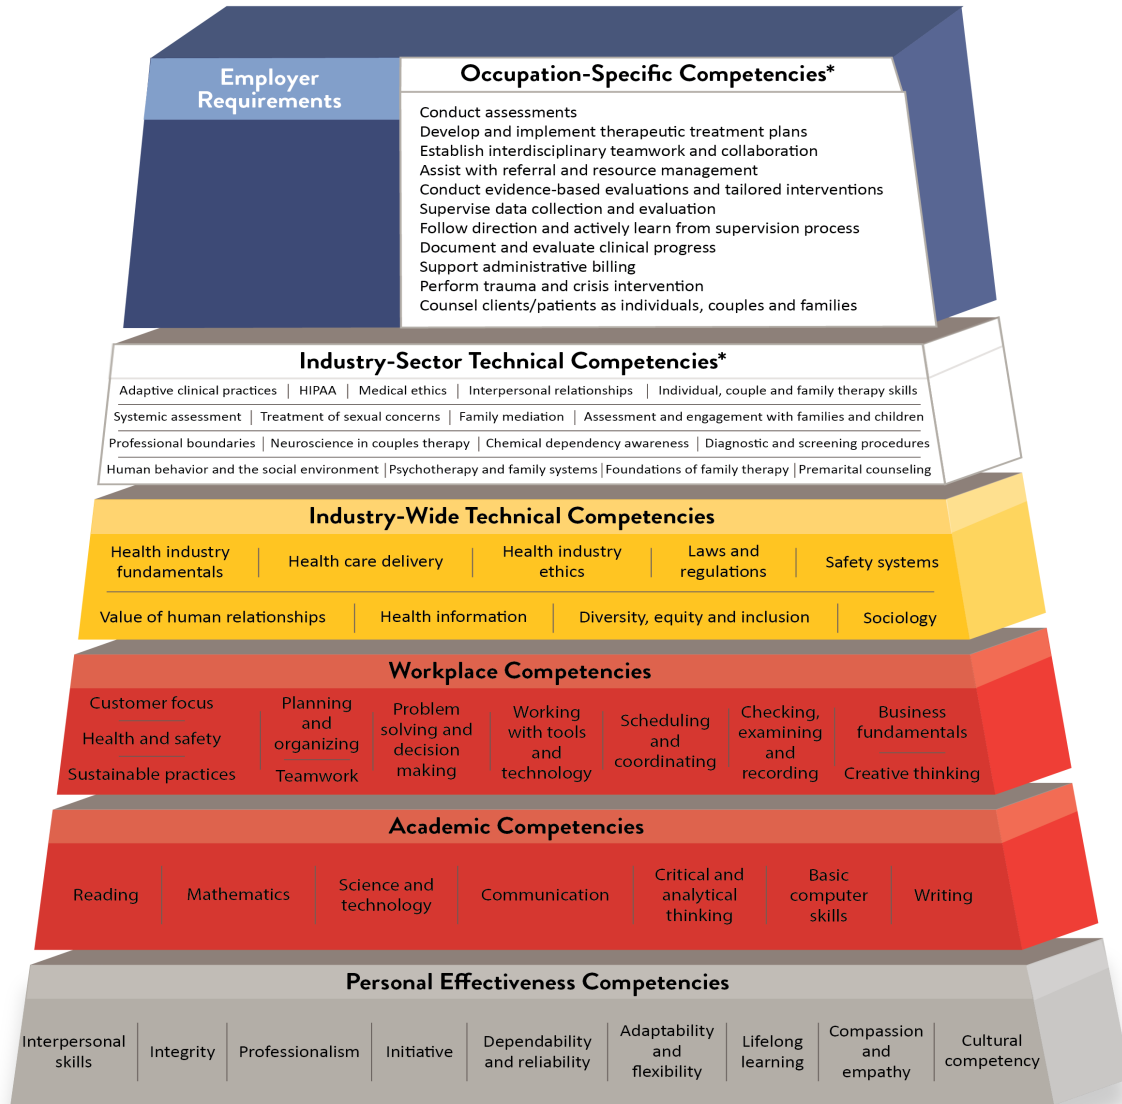 Employer
Requirements
Occupation-Specific Competencies*
Conduct assessments
Develop and implement therapeutic treatment plans
Establish interdisciplinary teamwork and collaboration
Assist with referral and resource management
Conduct evidence-based evaluations and tailored interventions
Supervise data collection and evaluation
Follow direction and actively learn from supervision process
Document and evaluate clinical progress
Support administrative billing
Perform trauma and crisis intervention
Counsel clients/patients as individuals, couples and families
Industry-Sector Technical Competencies*
Adaptive clinical practices | HIPAA | Medical ethics | Interpersonal relationships | Individual, couple and family therapy skills
Systemic assessment | Treatment of sexual concerns | Family mediation | Assessment and engagement with families and children
Professional boundaries | Neuroscience in couples therapy | Chemical dependency awareness | Diagnostic and screening procedures
Human behavior and the social environment | Psychotherapy and family systems | Foundations of family therapy | Premarital counseling
Industry-Wide Technical Competencies
Health industry
fundamentals
Health care delivery
Health industry
ethics
Laws and
regulations
Safety systems
Value of human relationships
Health information
Diversity, equity and inclusion
Sociology
Workplace Competencies
Customer focus
Health and safety
Sustainable practices
Planning
and
organizing
Teamwork
Problem
solving and
decision
making
Working
with tools
and
technology
Scheduling
and
coordinating
Checking,
examining
and
recording
Business
fundamentals
Creative thinking
Academic Competencies
Reading
Mathematics
Science and
technology
Communication
Critical and
analytical
thinking
Basic
computer
skills
Writing
Personal Effectiveness Competencies
Interpersonal
skills
Integrity
Professionalism
Initiative
Dependability
and reliability
Adaptability
and
flexibility
Lifelong
learning
Compassion
and
empathy
Cultural
competency